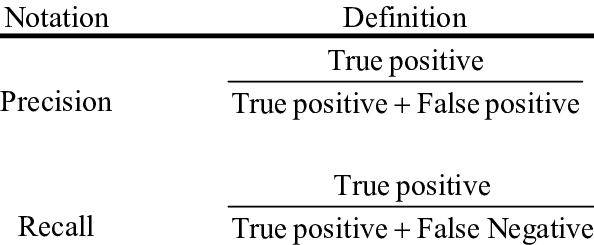 Notation Definition
True positive
Precision
True positive + False positive
True positive
Recall
True positive + False Negative